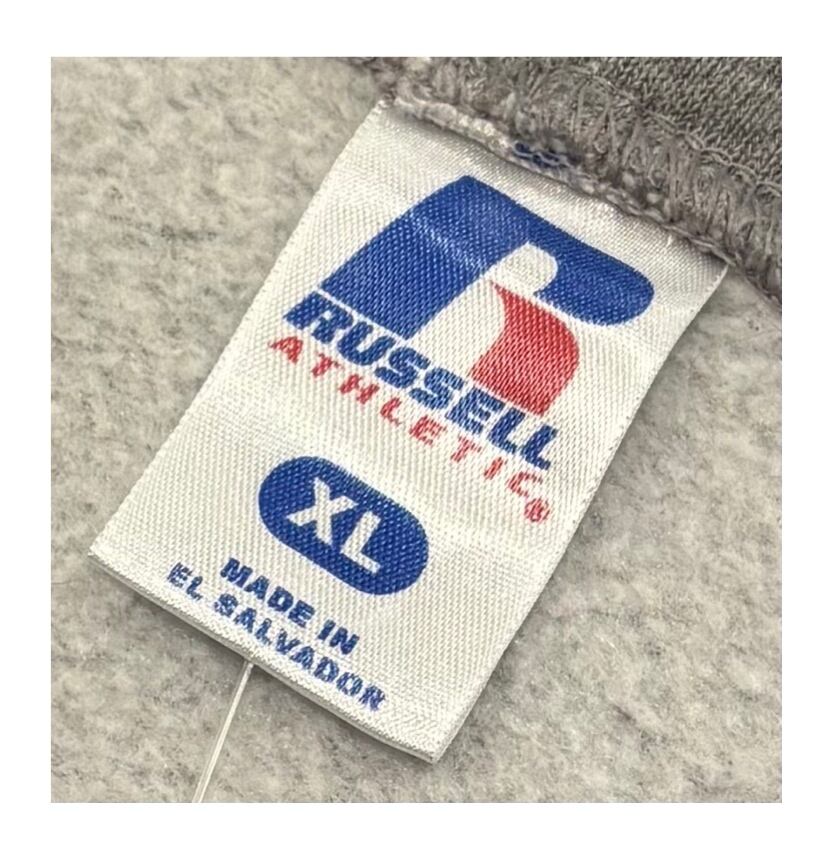 RUSSELL
ATHLETIC®
XL
MADE IN
EL SALVADOR